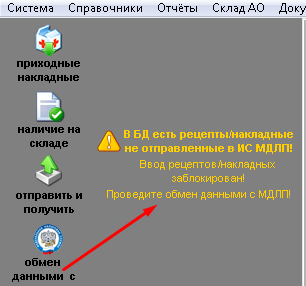 Система Справочники Отчёты Склад АО Доку
приходные
накладные
наличие на
складе
отправить и
получить
обмен
данными с
В БД есть рецепты/накладные
не отправленные в ИС МДЛП!
Ввод рецептов/накладных
заблокирован!
Проведите обмен данными с МДЛП!